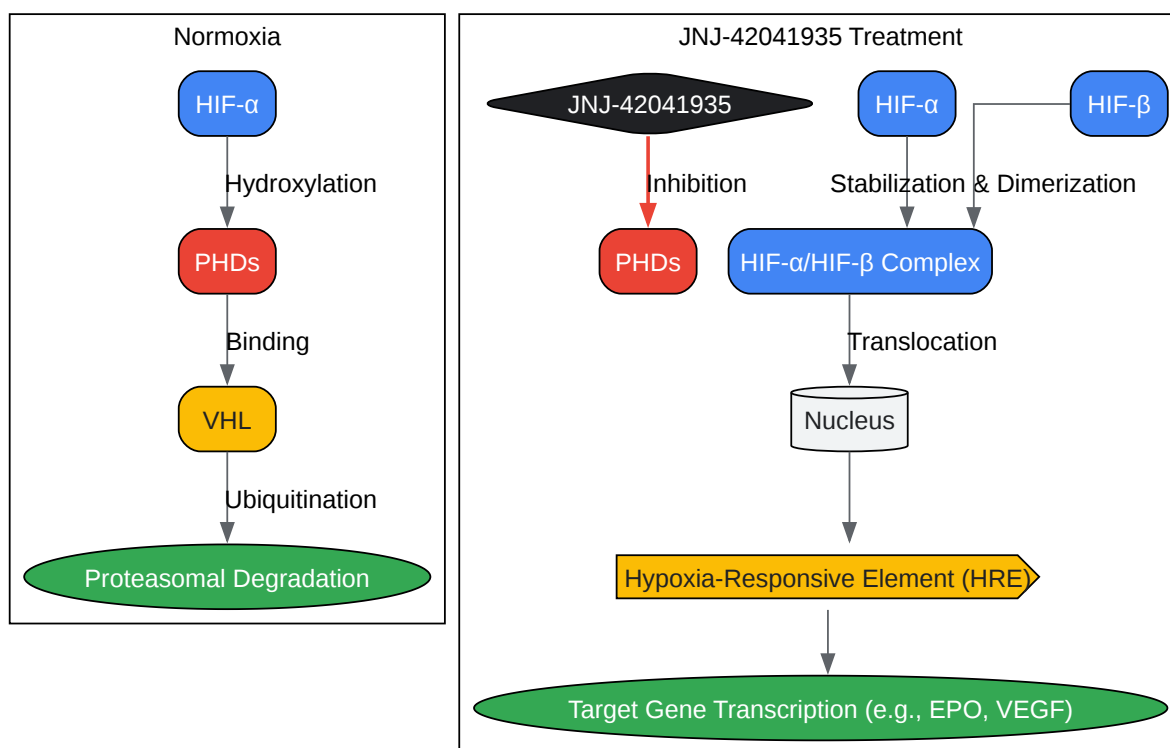 Normoxia
HIF-α
Hydroxylation
PHDs
Binding
VHL
Ubiquitination
Proteasomal Degradation
JNJ-42041935 Treatment
JNJ-42041935
HIF-α
HIF-β
Inhibition
Stabilization & Dimerization
PHDs
HIF-α/HIF-β Complex
Translocation
Nucleus
Hypoxia-Responsive Element (HRE)
Target Gene Transcription (e.g., EPO, VEGF)